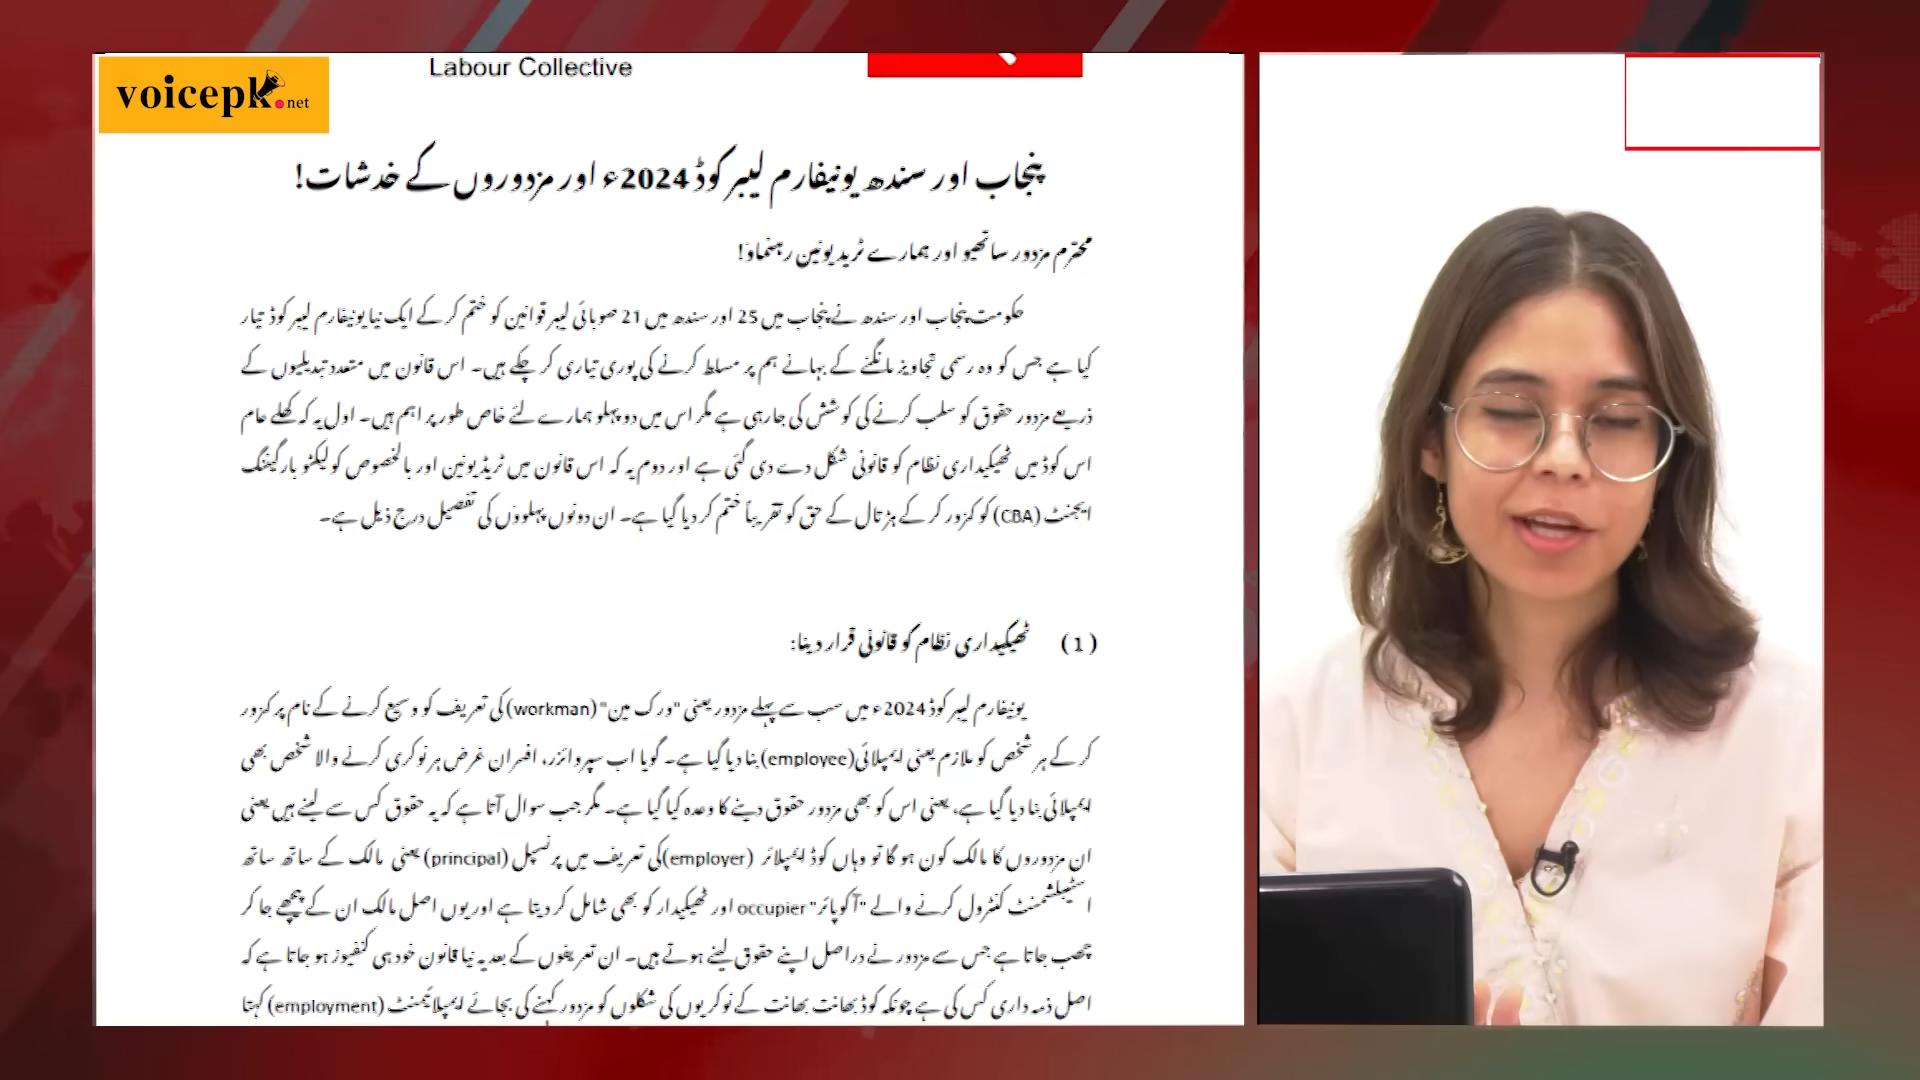 Labour Collective
voicepk.net
پنجاب اور سندھ یونیفارم لیبر کوڈ 2024ء اور مزدوروں کے خدشات!
محترم مزدور ساتھیو اور ہمارے ٹریڈ یونین رہنماؤ!
حکومت پنجاب اور سندھ نے پنجاب میں 25 اور سندھ میں 21 صوبائی لیبر قوانین کو ختم کر کے ایک نیا یونیفارم لیبر کوڈ تیار
کیا ہے جس کو وہ رسمی تجاویز مانگنے کے بہانے ہم پر مسلط کرنے کی پوری تیاری کر چکے ہیں۔ اس قانون میں متعدد تبدیلیوں کے
ذریعے مزدور حقوق کو سلب کرنے کی کوشش کی جا رہی ہے مگر اس میں دو پہلو ہمارے لئے خاص طور پر اہم ہیں۔ اول یہ کہ کھلے عام
اس کوڈ میں ٹھیکیداری نظام کو قانونی شکل دے دی گئی ہے اور دوم یہ کہ اس قانون میں ٹریڈ یونین اور بالخصوص کولیکٹو بارگیننگ
ایجنٹ (CBA) کو کمزور کر کے ہڑتال کے حق کو تقریباً ختم کر دیا گیا ہے۔ ان دونوں پہلوؤں کی تفصیل درج ذیل ہے۔
(1) ٹھیکیداری نظام کو قانونی قرار دینا:
یونیفارم لیبر کوڈ 2024ء میں سب سے پہلے مزدور یعنی "ورک مین" (workman) کی تعریف کو وسیع کرنے کے نام پر کمزور
کر کے ہر شخص کو ملازم یعنی ایمپلائی (employee) بنا دیا گیا ہے۔ گویا اب سپروائزر، افسران غرض ہر نوکری کرنے والا شخص بھی
ایمپلائی بنا دیا گیا ہے، یعنی اس کو بھی مزدور حقوق دینے کا وعدہ کیا گیا ہے۔ مگر جب سوال آتا ہے کہ یہ حقوق کس سے لینے ہیں یعنی
ان مزدوروں کا مالک کون ہو گا تو وہاں کوڈ ایمپلائر (employer) کی تعریف میں پرنسپل (principal) یعنی مالک کے ساتھ ساتھ
اسٹیبلشمنٹ کنٹرول کرنے والے "آکوپائر" occupier اور ٹھیکیدار کو بھی شامل کر دیتا ہے اور یوں اصل مالک ان کے پیچھے جا کر
چھپ جاتا ہے جس سے مزدور نے دراصل اپنے حقوق لینے ہوتے ہیں۔ ان تعریفوں کے بعد یہ نیا قانون خود ہی کنفیوز ہو جاتا ہے کہ
اصل ذمہ داری کس کی ہے چونکہ کوڈ بھانت بھانت کے نوکریوں کی شکلوں کو مزدور کہنے کی بجائے ایمپلائیمنٹ (employment) کہتا